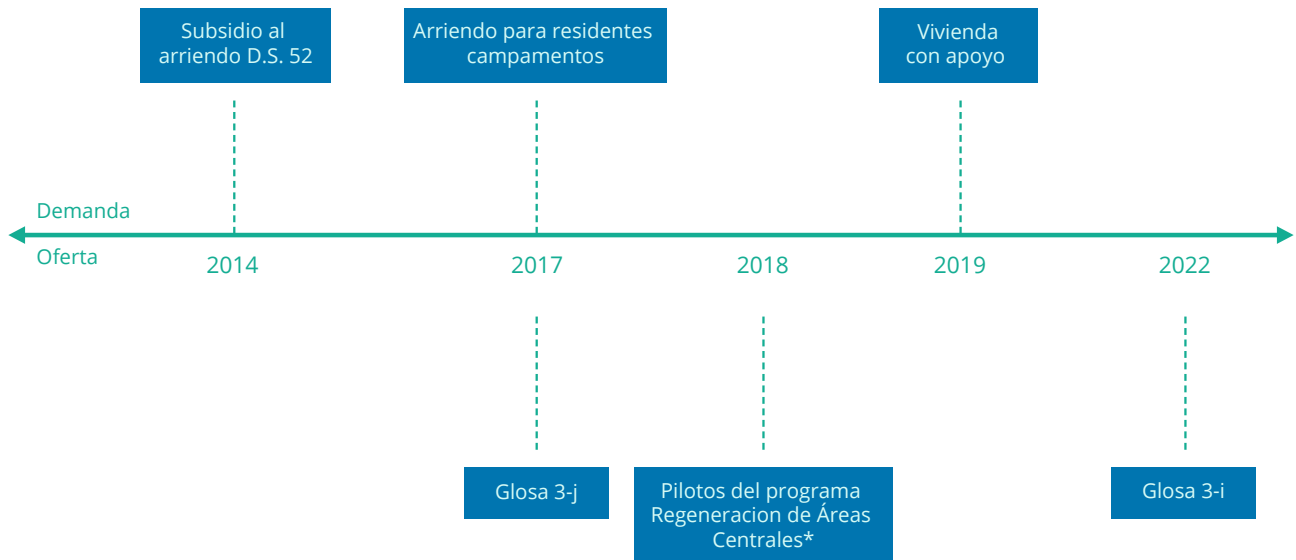 Subsidio al
arriendo D.S. 52
Arriendo para residentes
campamentos
Vivienda
con apoyo
Demanda
Oferta
2014
2017
2018
2019
2022
Glosa 3-j
Pilotos del programa
Regeneracion de Áreas
Centrales*
Glosa 3-i